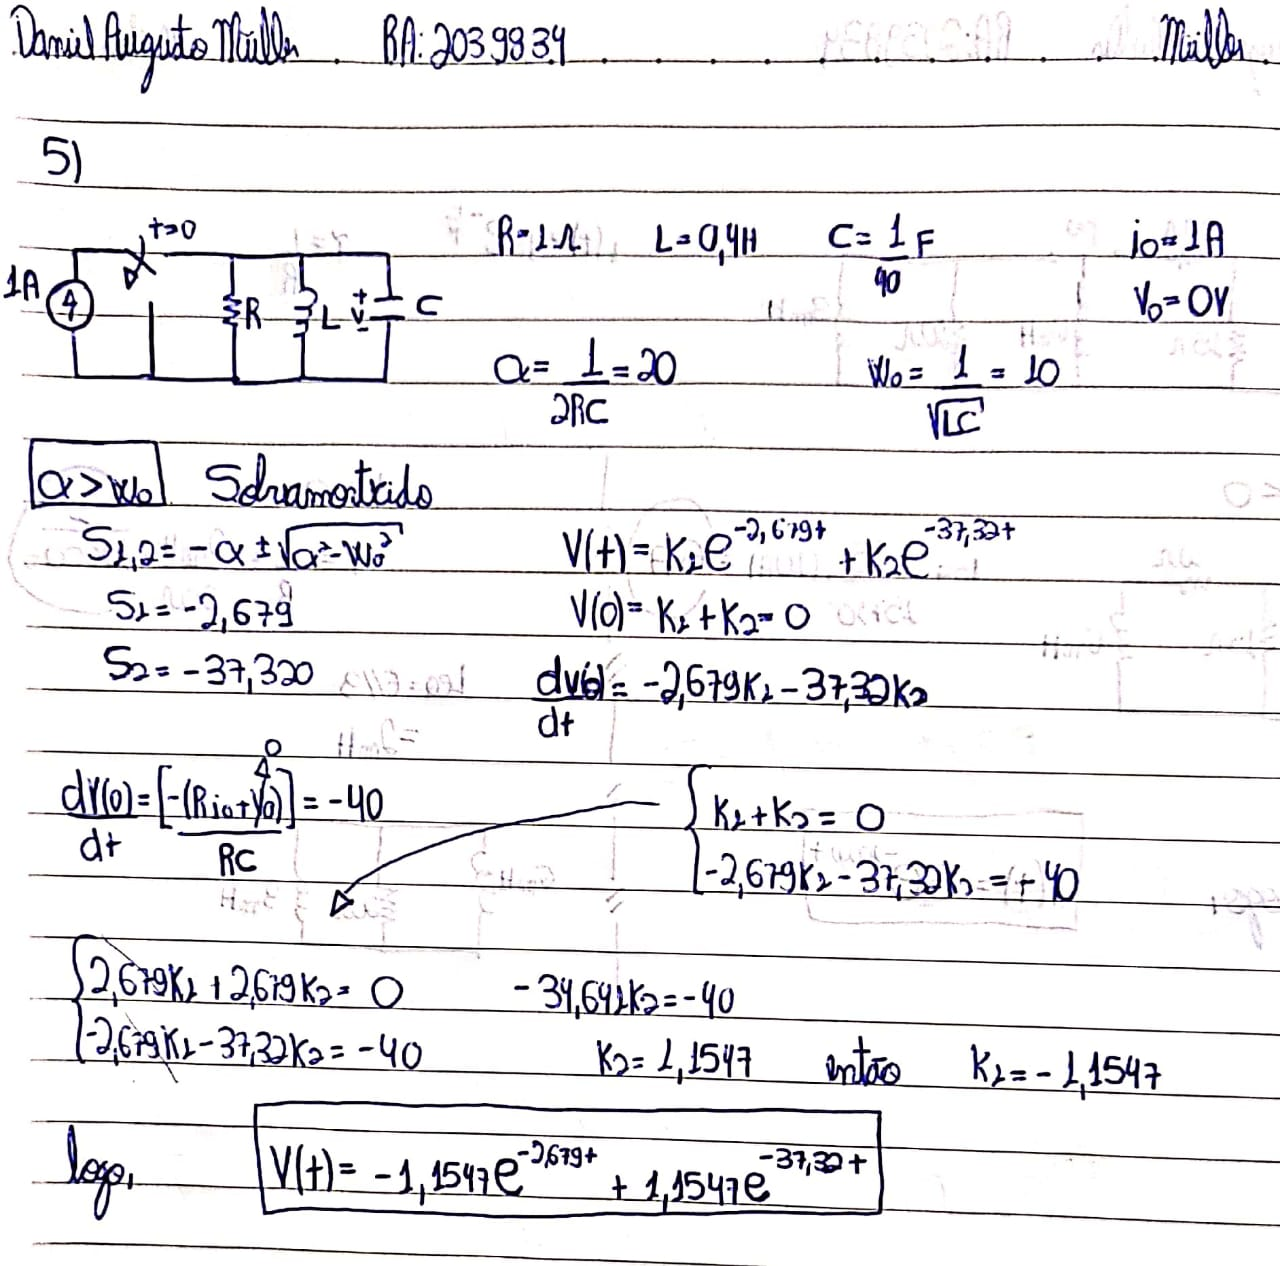 Daniel Augusto Müller RA: 2039834 Müller
5)
t=0
1A R L + V - C
R=1Ω L=0,4H C=1/40 F i0=1A
V0=0V
α=1/2RC=20 W0=1/√LC=10
α>W0 Sobramortecido
S1,2=-α±√α²-W0² V(t)=K1e^-2,679t+K2e^-37,32t
S1=-2,679 V(0)=K1+K2=0
S2=-37,320 dv(0)/dt=-2,679K1-37,32K2
dV(0)/dt=[-(Ri0+V0)/RC]=-40 0
K1+K2=0
-2,679K1-37,32K2=-40
2,679K1+2,679K2=0 -34,641K2=-40
-2,679K1-37,32K2=-40 K2=1,1547 então K1=-1,1547
logo, V(t)=-1,1547e^-2,679t+1,1547e^-37,32t